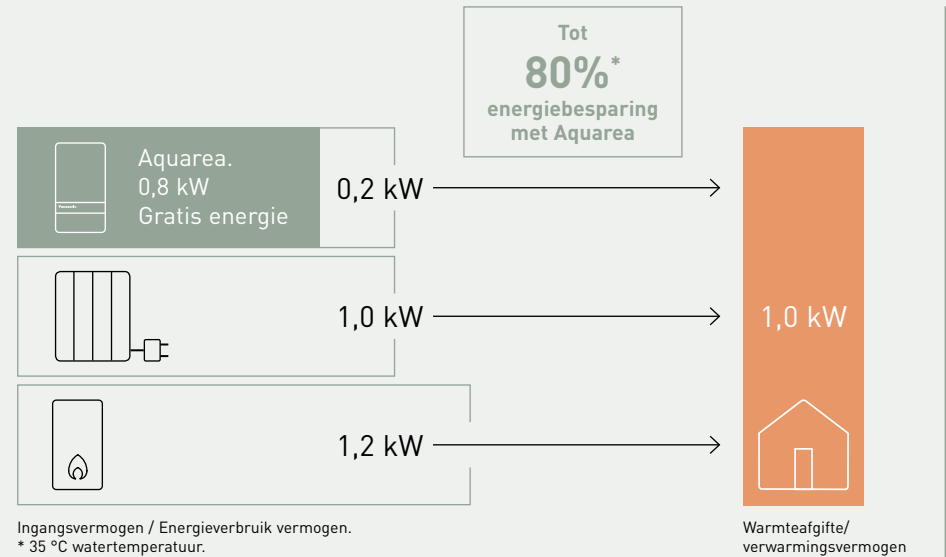 Tot
80%*
energiebesparing
met Aquarea
Aquarea.
0,8 kW
Gratis energie
0,2 kW
1,0 kW
1,0 kW
1,2 kW
Ingangsvermogen / Energieverbruik vermogen.
* 35 °C watertemperatuur.
Warmteafgifte/
verwarmingsvermogen